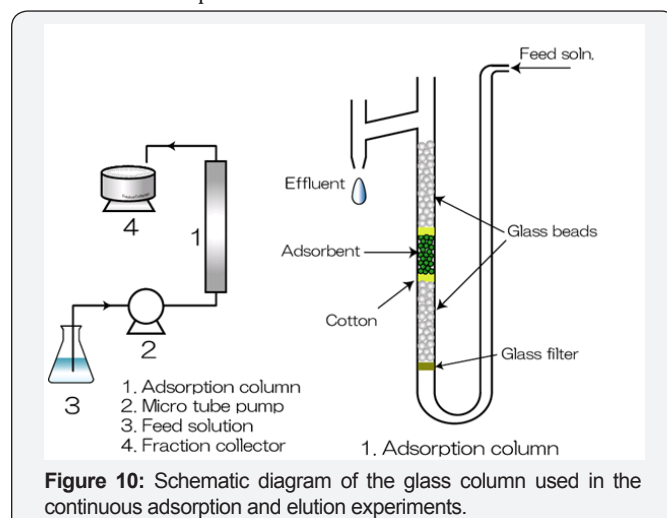 4
1
2
3
1. Adsorption column
2. Micro tube pump
3. Feed solution
4. Fraction collector
Feed soln.
Effluent
Glass beads
Adsorbent
Cotton
Glass filter
1. Adsorption column
Figure 10: Schematic diagram of the glass column used in the
continuous adsorption and elution experiments.